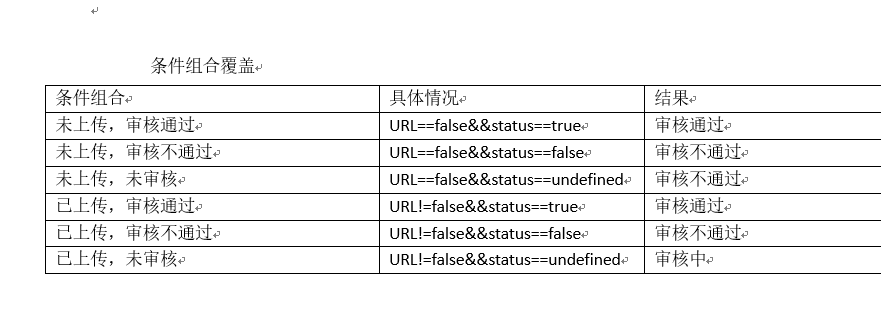 条件组合覆盖
条件组合 具体情况 结果
未上传，审核通过 URL==false&&status==true 审核通过
未上传，审核不通过 URL==false&&status==false 审核不通过
未上传，未审核 URL==false&&status==undefined 审核不通过
已上传，审核通过 URL!=false&&status==true 审核通过
已上传，审核不通过 URL!=false&&status==false 审核不通过
已上传，未审核 URL!=false&&status==undefined 审核中